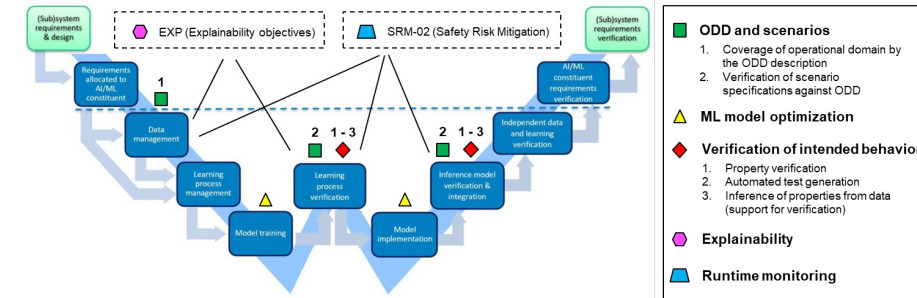 (Sub)system
requirements
& design
EXP (Explainability objectives)
SRM-02 (Safety Risk Mitigation)
(Sub)system
requirements
verification
Requirements
allocated to
AI/ML
constituent
1
AI/ML
constituent
requirements
verification
Data
management
2 1 - 3
2 1 - 3
Independent data
and learning
verification
Learning
process
management
Learning
process
verification
Inference model
verification &
integration
Model training
Model
implementation
ODD and scenarios
1. Coverage of operational domain by
the ODD description
2. Verification of scenario
specifications against ODD
ML model optimization
Verification of intended behavior
1. Property verification
2. Automated test generation
3. Inference of properties from data
(support for verification)
Explainability
Runtime monitoring